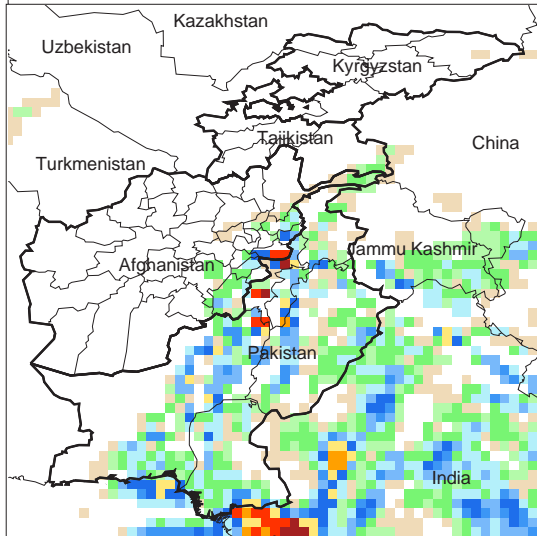 Kazakhstan
Uzbekistan
Kyrgyzstan
Tajikistan
China
Turkmenistan
Jammu Kashmir
Afghanistan
Pakistan
India